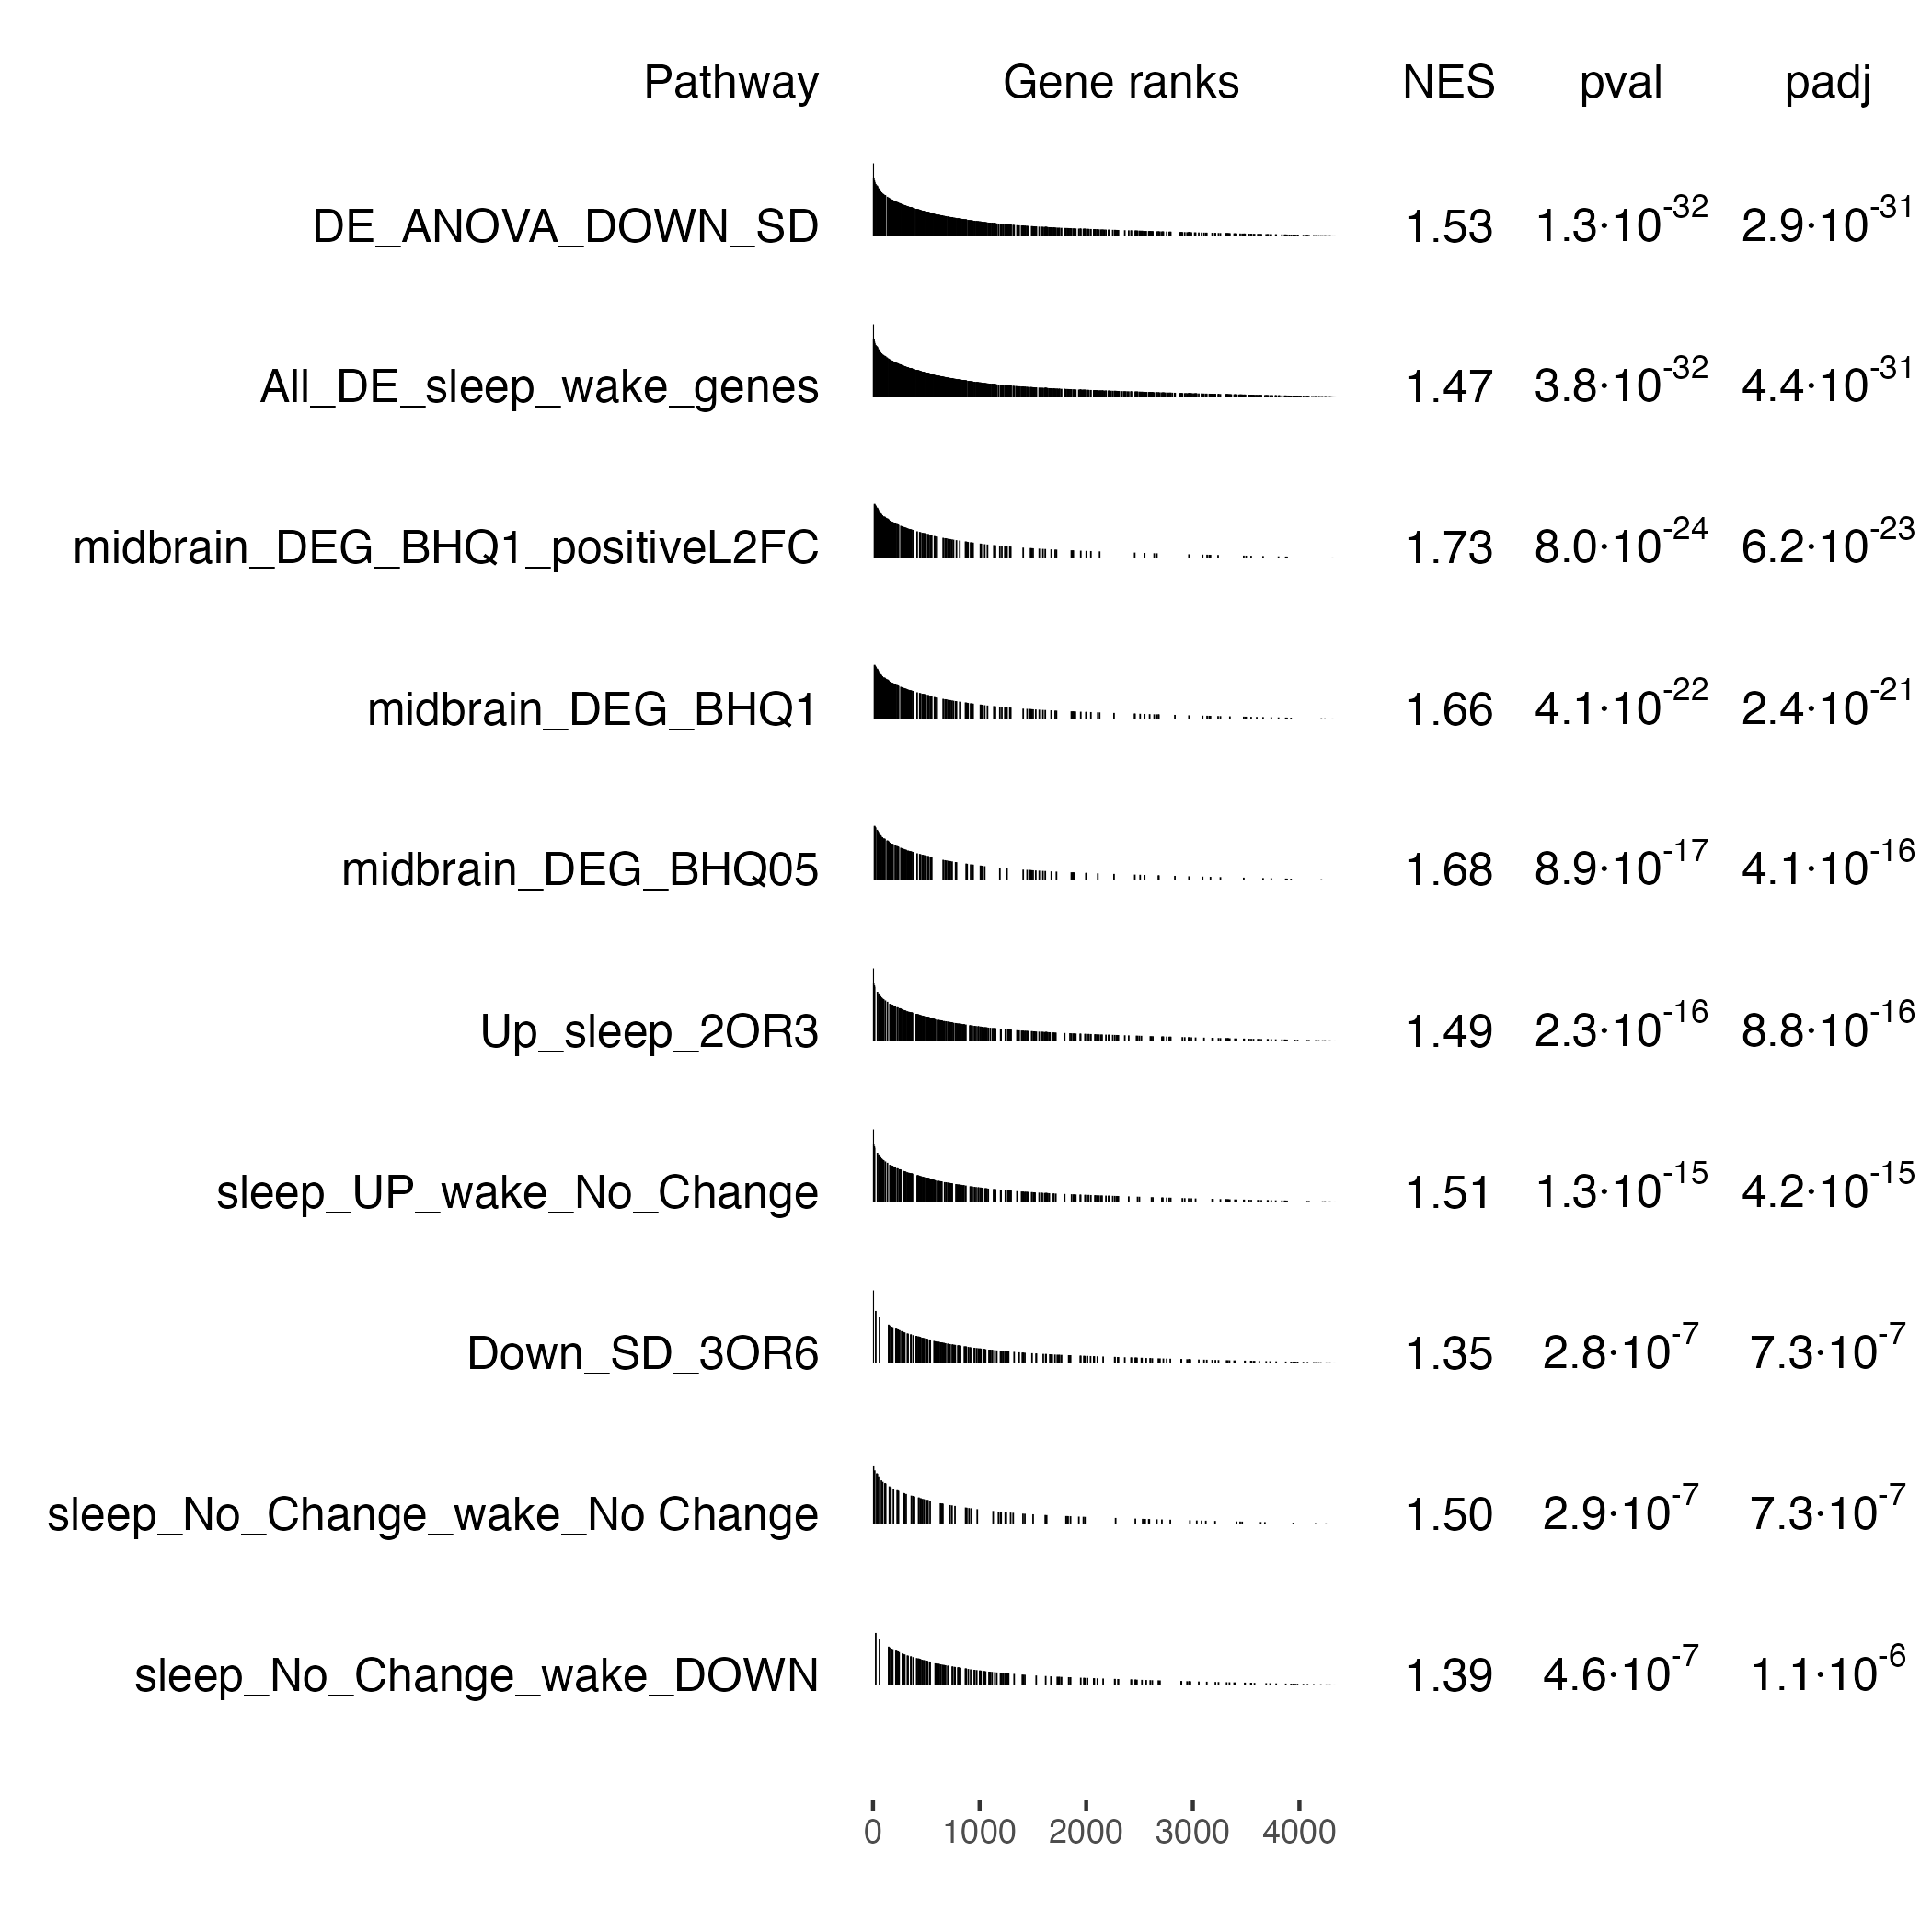 Pathway Gene ranks NES pval padj
DE_ANOVA_DOWN_SD 1.53 1.3·10⁻³² 2.9·10⁻³¹
All_DE_sleep_wake_genes 1.47 3.8·10⁻³² 4.4·10⁻³¹
midbrain_DEG_BHQ1_positiveL2FC 1.73 8.0·10⁻²⁴ 6.2·10⁻²³
midbrain_DEG_BHQ1 1.66 4.1·10⁻²² 2.4·10⁻²¹
midbrain_DEG_BHQ05 1.68 8.9·10⁻¹⁷ 4.1·10⁻¹⁶
Up_sleep_2OR3 1.49 2.3·10⁻¹⁶ 8.8·10⁻¹⁶
sleep_UP_wake_No_Change 1.51 1.3·10⁻¹⁵ 4.2·10⁻¹⁵
Down_SD_3OR6 1.35 2.8·10⁻⁷ 7.3·10⁻⁷
sleep_No_Change_wake_No Change 1.50 2.9·10⁻⁷ 7.3·10⁻⁷
sleep_No_Change_wake_DOWN 1.39 4.6·10⁻⁷ 1.1·10⁻⁶
0 1000 2000 3000 4000